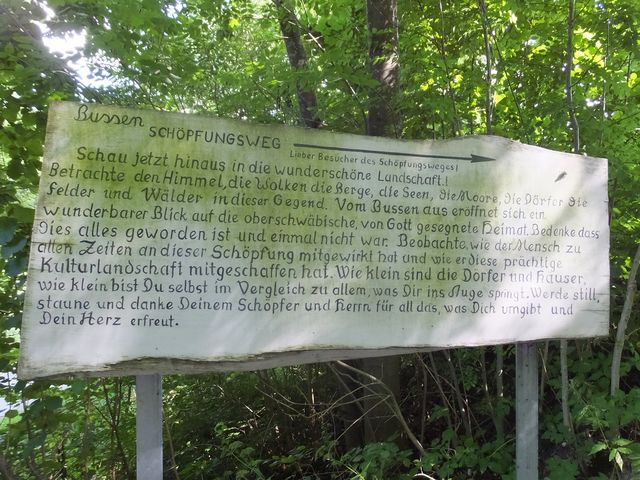 Bussen SCHÖPFUNGSWEG
Lieber Besucher des Schöpfungsweges!
Schau jetzt hinaus in die wunderschöne Landschaft!
Betrachte den Himmel, die Wolken die Berge, die Seen, die Moore, die Dörfer die
felder und Wälder in dieser Gegend. Vom Bussen aus eröffnet sich ein
wunderbarer Blick auf die oberschwäbische, von Gott gesegnete Heimat. Bedenke dass
dies alles geworden ist und einmal nicht war. Beobachte, wie der Mensch zu
allen Zeiten an dieser Schöpfung mitgewirkt hat und wie er diese prächtige
Kulturlandschaft mitgeschaffen hat. Wie klein sind die Dörfer und Häuser,
wie klein bist Du selbst im Vergleich zu allem, was Dir ins Auge springt. Werde still,
staune und danke Deinem Schöpfer und Herrn für all das, was Dich umgibt und
Dein Herz erfreut.